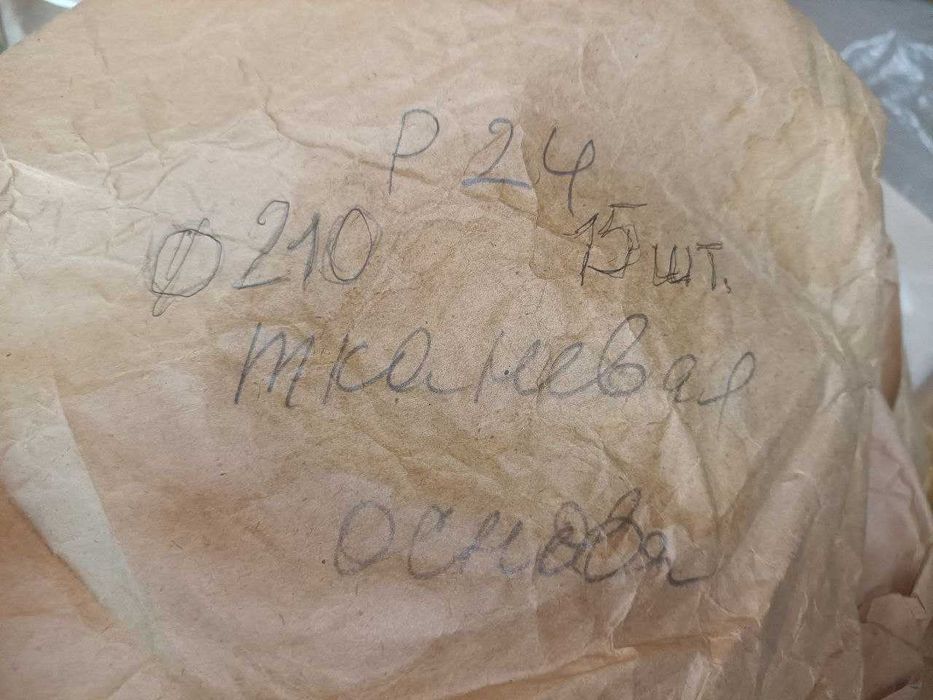 Р 24
Ø210 15 шт.
тканевая
основа